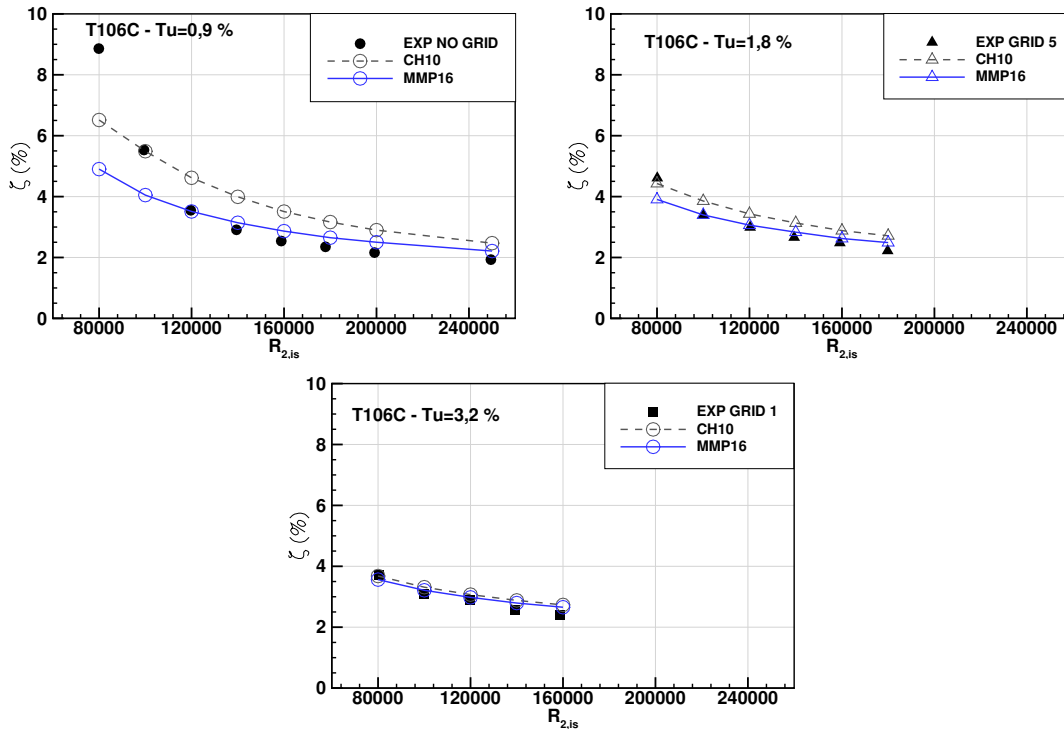 T106C - Tu=0,9 %
EXP NO GRID
CH10
MMP16
ζ (%)
10
8
6
4
2
0
80000 120000 160000 200000 240000
R2,is
T106C - Tu=1,8 %
EXP GRID 5
CH10
MMP16
ζ (%)
10
8
6
4
2
0
80000 120000 160000 200000 240000
R2,is
T106C - Tu=3,2 %
EXP GRID 1
CH10
MMP16
ζ (%)
10
8
6
4
2
0
80000 120000 160000 200000 240000
R2,is